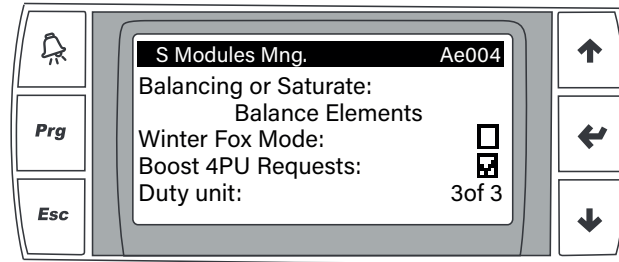 S Modules Mng. Ae004
Balancing or Saturate:
Balance Elements
Winter Fox Mode:
Boost 4PU Requests:
Duty unit: 3of 3
Prg
Esc